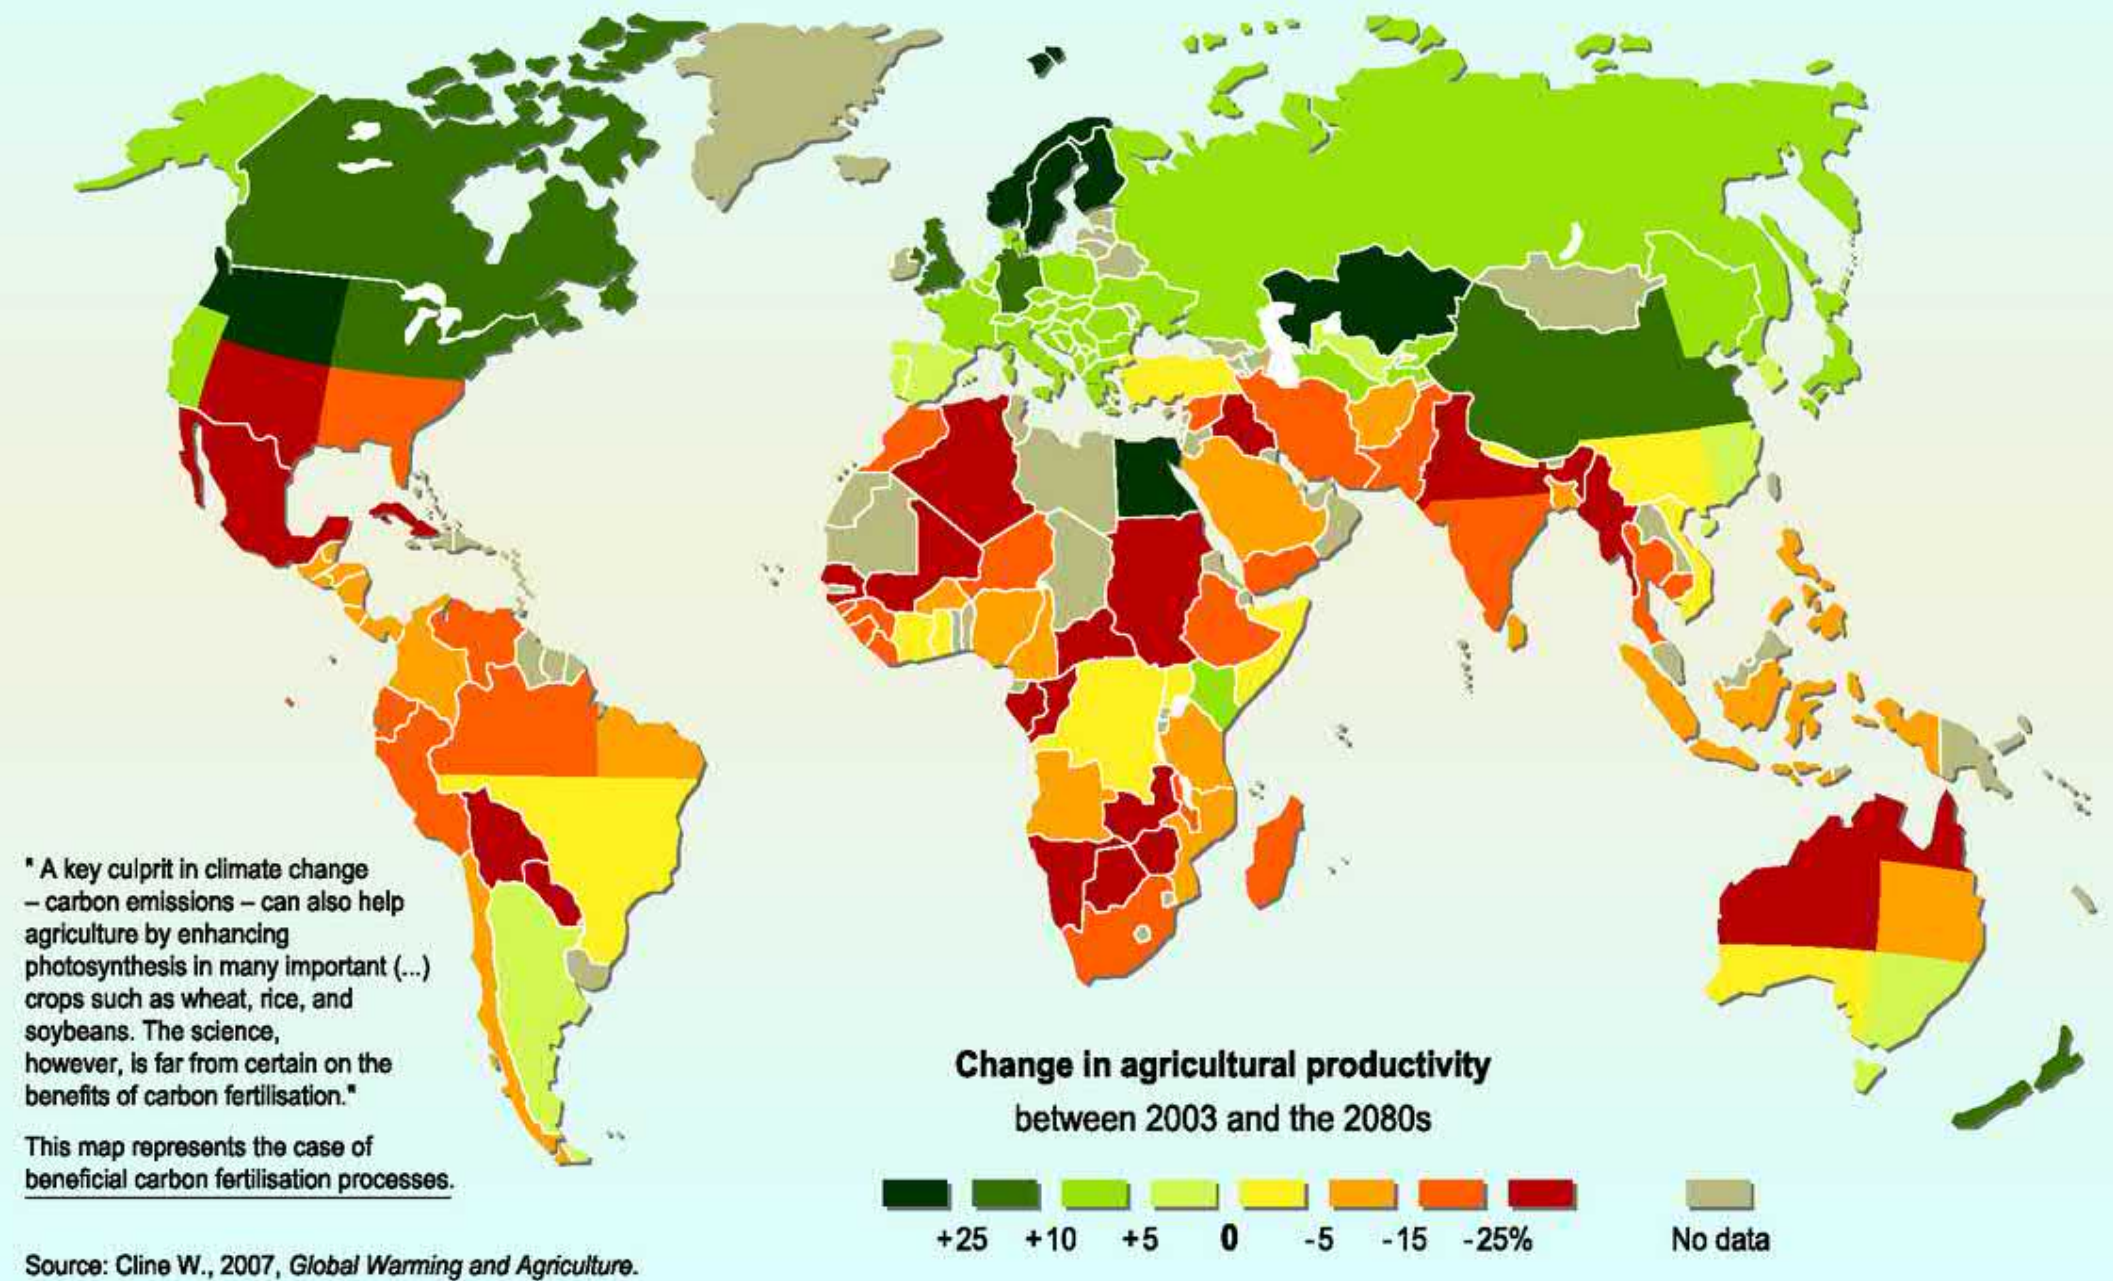 " A key culprit in climate change
– carbon emissions – can also help
agriculture by enhancing
photosynthesis in many important (...)
crops such as wheat, rice, and
soybeans. The science,
however, is far from certain on the
benefits of carbon fertilisation."
This map represents the case of
beneficial carbon fertilisation processes.
Source: Cline W., 2007, Global Warming and Agriculture.
Change in agricultural productivity
between 2003 and the 2080s
+25 +10 +5 0 -5 -15 -25% No data